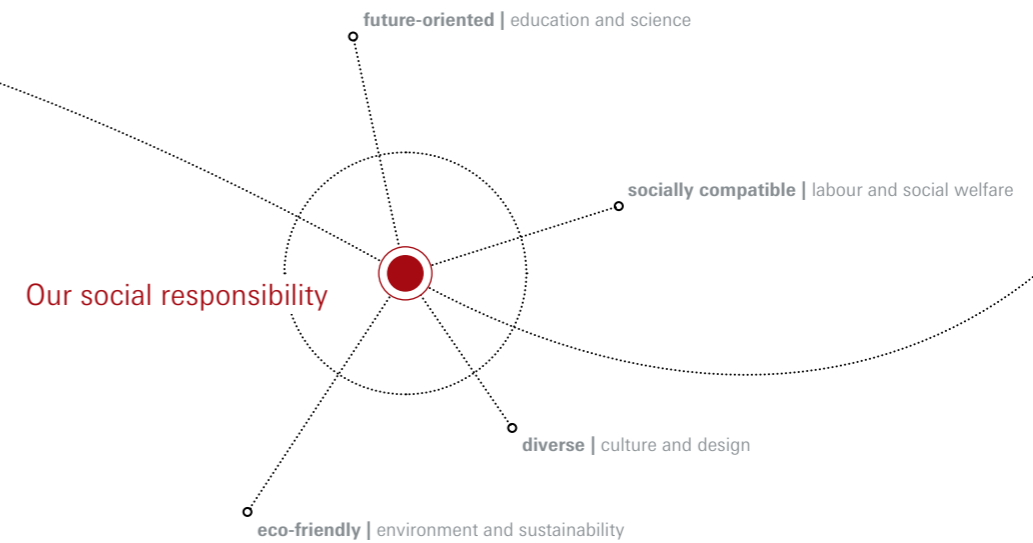 future-oriented | education and science
socially compatible | labour and social welfare
Our social responsibility
diverse | culture and design
eco-friendly | environment and sustainability